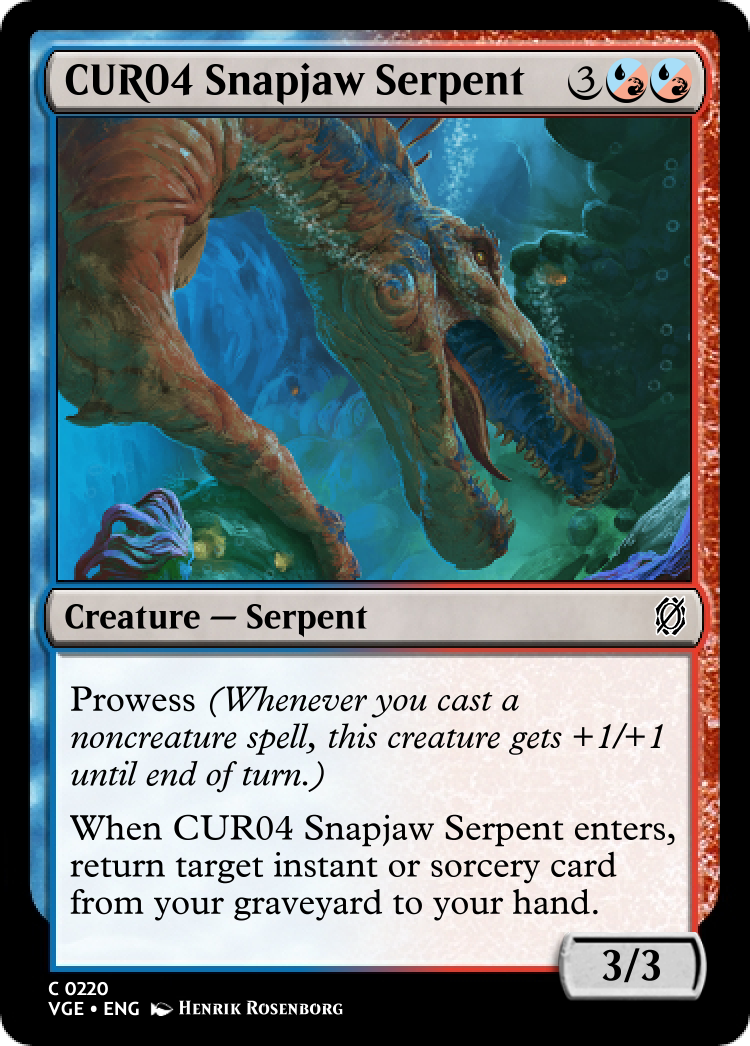 CUR04 Snapjaw Serpent 3
Creature — Serpent
Prowess (Whenever you cast a
noncreature spell, this creature gets +1/+1
until end of turn.)
When CUR04 Snapjaw Serpent enters,
return target instant or sorcery card
from your graveyard to your hand.
3/3
C 0220
VGE • ENG Henrik Rosenborg